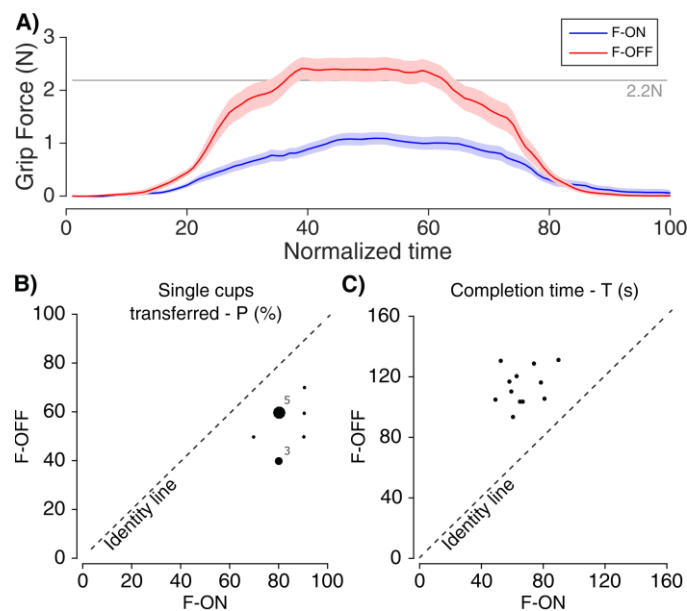 A)
Grip Force (N)
3
2
1
0
F-ON
F-OFF
2.2N
0 20 40 60 80 100
Normalized time
B)
Single cups
transferred - P (%)
F-OFF
100
80
60
40
20
0
5
3
Identity line
0 20 40 60 80 100
F-ON
C)
Completion time - T (s)
F-OFF
160
120
80
40
0
Identity line
0 40 80 120 160
F-ON